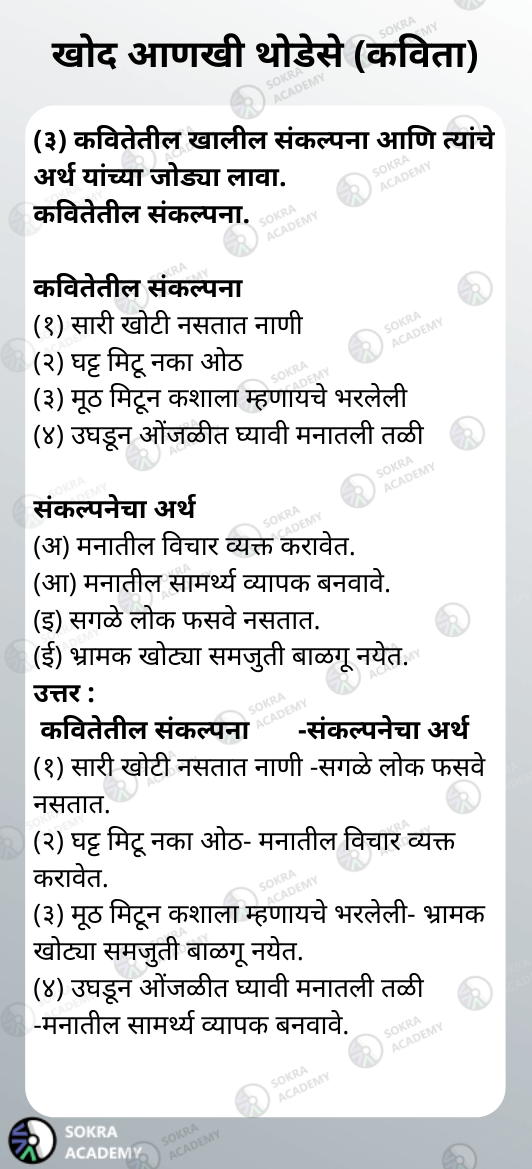 खोद आणखी थोडेसे (कविता)
(३) कवितेतील खालील संकल्पना आणि त्यांचे
अर्थ यांच्या जोड्या लावा.
कवितेतील संकल्पना.
कवितेतील संकल्पना
(१) सारी खोटी नसतात नाणी
(२) घट्ट मिटू नका ओठ
(३) मूठ मिटून कशाला म्हणायचे भरलेली
(४) उघडून ओंजळीत घ्यावी मनातली तळी
संकल्पनेचा अर्थ
(अ) मनातील विचार व्यक्त करावेत.
(आ) मनातील सामर्थ्य व्यापक बनवावे.
(इ) सगळे लोक फसवे नसतात.
(ई) भ्रामक खोट्या समजुती बाळगू नयेत.
उत्तर :
कवितेतील संकल्पना -संकल्पनेचा अर्थ
(१) सारी खोटी नसतात नाणी -सगळे लोक फसवे
नसतात.
(२) घट्ट मिटू नका ओठ- मनातील विचार व्यक्त
करावेत.
(३) मूठ मिटून कशाला म्हणायचे भरलेली- भ्रामक
खोट्या समजुती बाळगू नयेत.
(४) उघडून ओंजळीत घ्यावी मनातली तळी
-मनातील सामर्थ्य व्यापक बनवावे.
SOKRA
ACADEMY